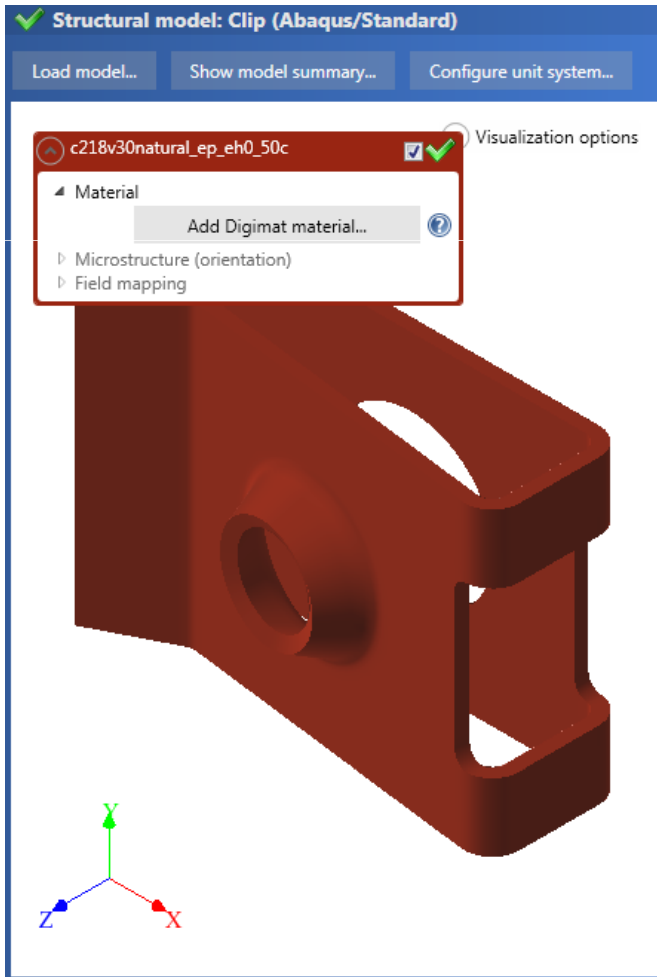 Structural model: Clip (Abaqus/Standard)
Load model... Show model summary... Configure unit system...
Visualization options
c218v30natural_ep_eh0_50c
Material
Add Digimat material... ?
Microstructure (orientation)
Field mapping
Y
Z X